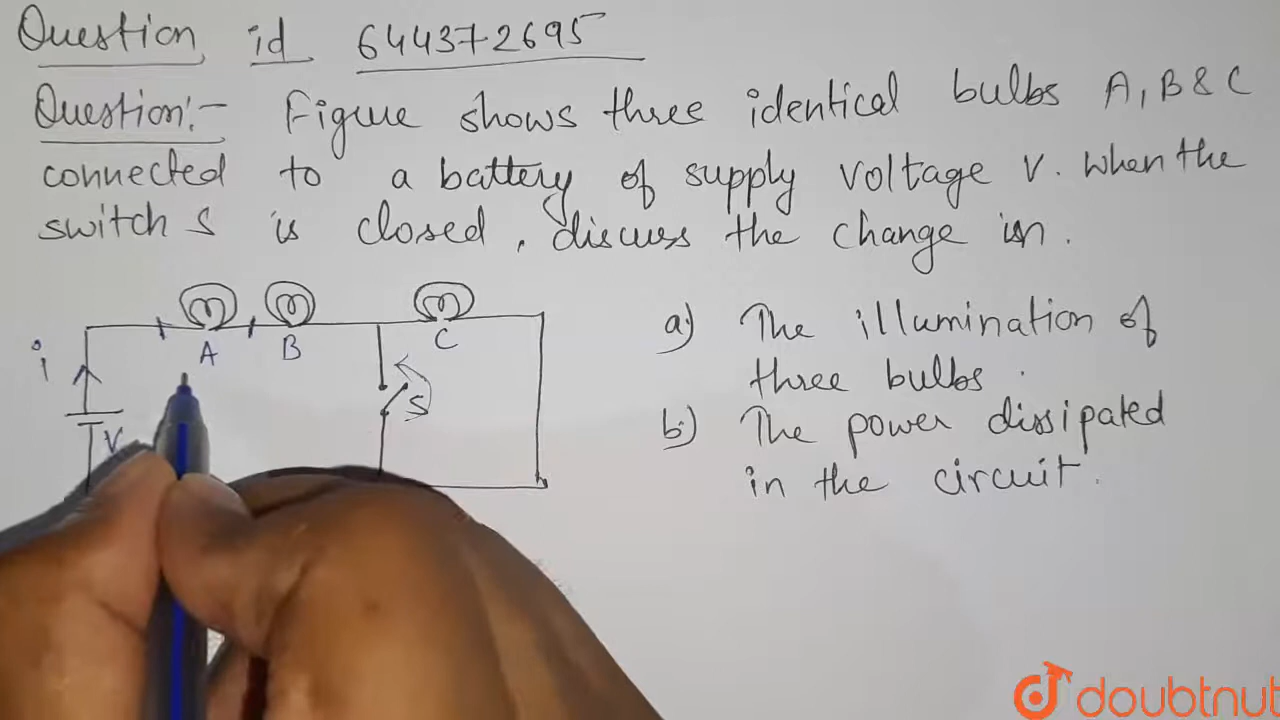 Question id 644372695
Question:- Figure shows three identical bulbs A, B & C
connected to a battery of supply voltage V. When the
switch S is closed, discuss the change in.
A B C
i
S
V
a) The illumination of
three bulbs.
b) The power dissipated
in the circuit.
doubtnut